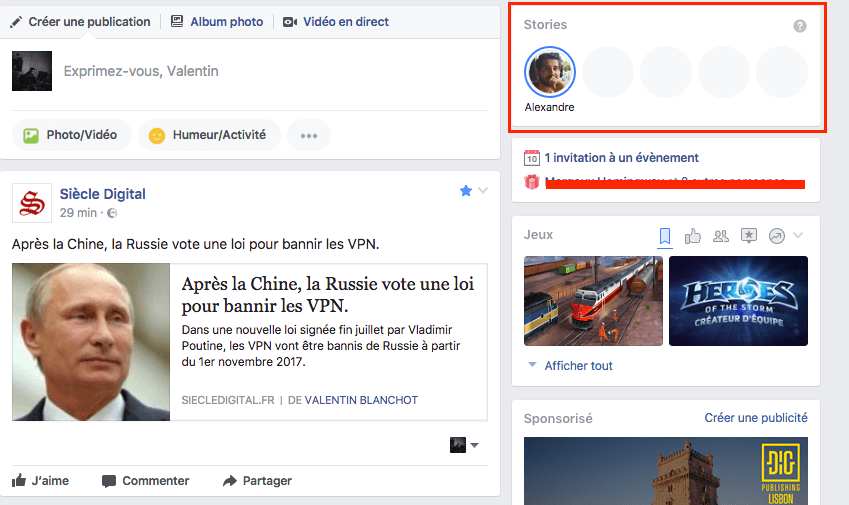 Créer une publication
Album photo
Vidéo en direct
Exprimez-vous, Valentin
Photo/Vidéo
Humeur/Activité
Siècle Digital
29 min ·
Après la Chine, la Russie vote une loi pour bannir les VPN.
Après la Chine, la Russie vote une loi
pour bannir les VPN.
Dans une nouvelle loi signée fin juillet par Vladimir
Poutine, les VPN vont être bannis de Russie à partir
du 1er novembre 2017.
SIECLEDIGITAL.FR | DE VALENTIN BLANCHOT
J'aime
Commenter
Partager
Stories
?
Alexandre
10
1 invitation à un évènement
Jeux
HEROES
OF THE STORM
CRÉATEUR D'ÉQUIPE
Afficher tout
Sponsorisé
Créer une publicité
DIG
PUBLISHING
LISBON